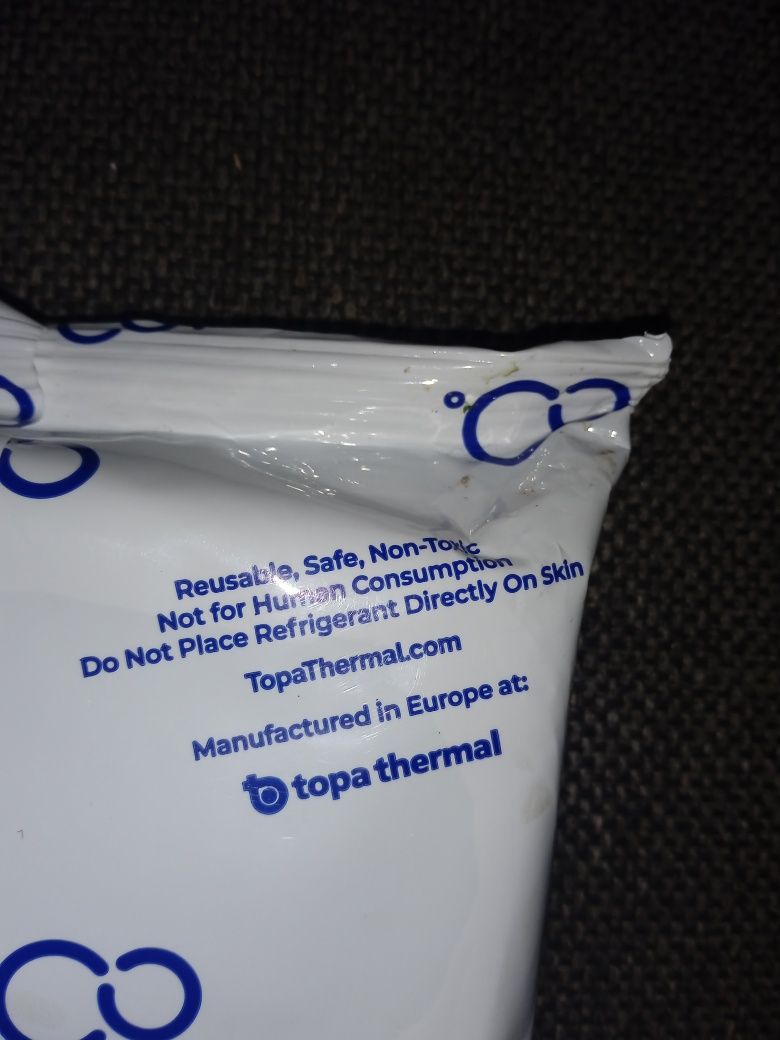 Reusable, Safe, Non-Toxic
Not for Human Consumption
Do Not Place Refrigerant Directly On Skin
TopaThermal.com
Manufactured in Europe at:
topa thermal